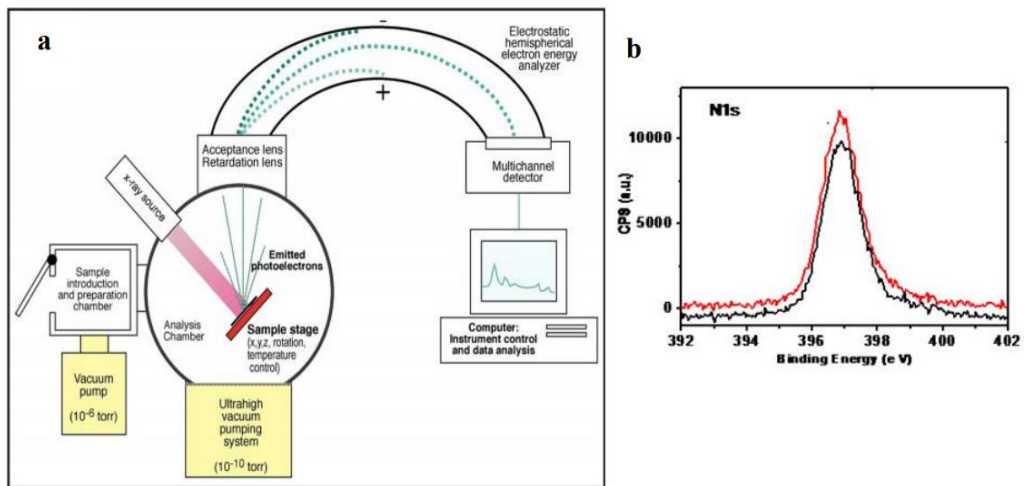 a
-
+
Electrostatic
hemispherical
electron energy
analyzer
Acceptance lens
Retardation lens
Multichannel
detector
x-ray source
Emitted
photoelectrons
Sample
introduction
and preparation
chamber
Analysis
Chamber
Sample stage
(x,y,z, rotation,
temperature
control)
Computer:
Instrument control
and data analysis
Vacuum
pump
(10⁻⁶ torr)
Ultrahigh
vacuum
pumping
system
(10⁻¹⁰ torr)
b
N1s
CPS (a.u.)
10000
5000
0
392
394
396
398
400
402
Binding Energy (e V)